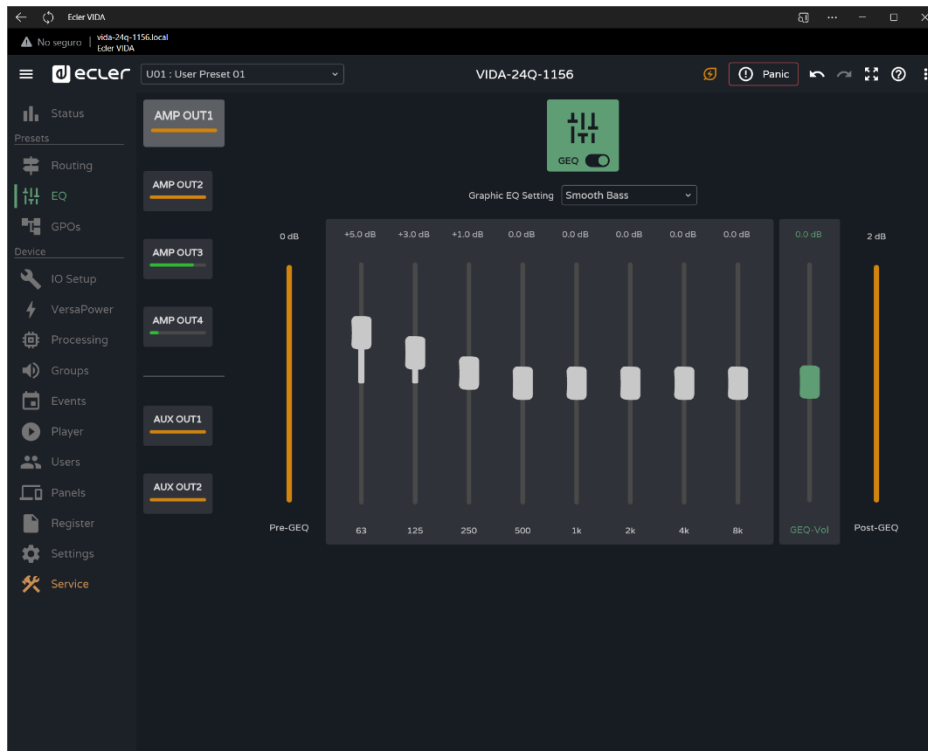 Ecler VIDA
No seguro
vida-24q-1156.local
Ecler VIDA
ecler
U01 : User Preset 01
VIDA-24Q-1156
Panic
Status
Presets
Routing
EQ
GPOs
Device
IO Setup
VersaPower
Processing
Groups
Events
Player
Users
Panels
Register
Settings
Service
AMP OUT1
AMP OUT2
AMP OUT3
AMP OUT4
AUX OUT1
AUX OUT2
GEQ
Graphic EQ Setting Smooth Bass
0 dB +5.0 dB +3.0 dB +1.0 dB 0.0 dB 0.0 dB 0.0 dB 0.0 dB 0.0 dB 0.0 dB 2 dB
Pre-GEQ 63 125 250 500 1k 2k 4k 8k GEQ-Vol Post-GEQ